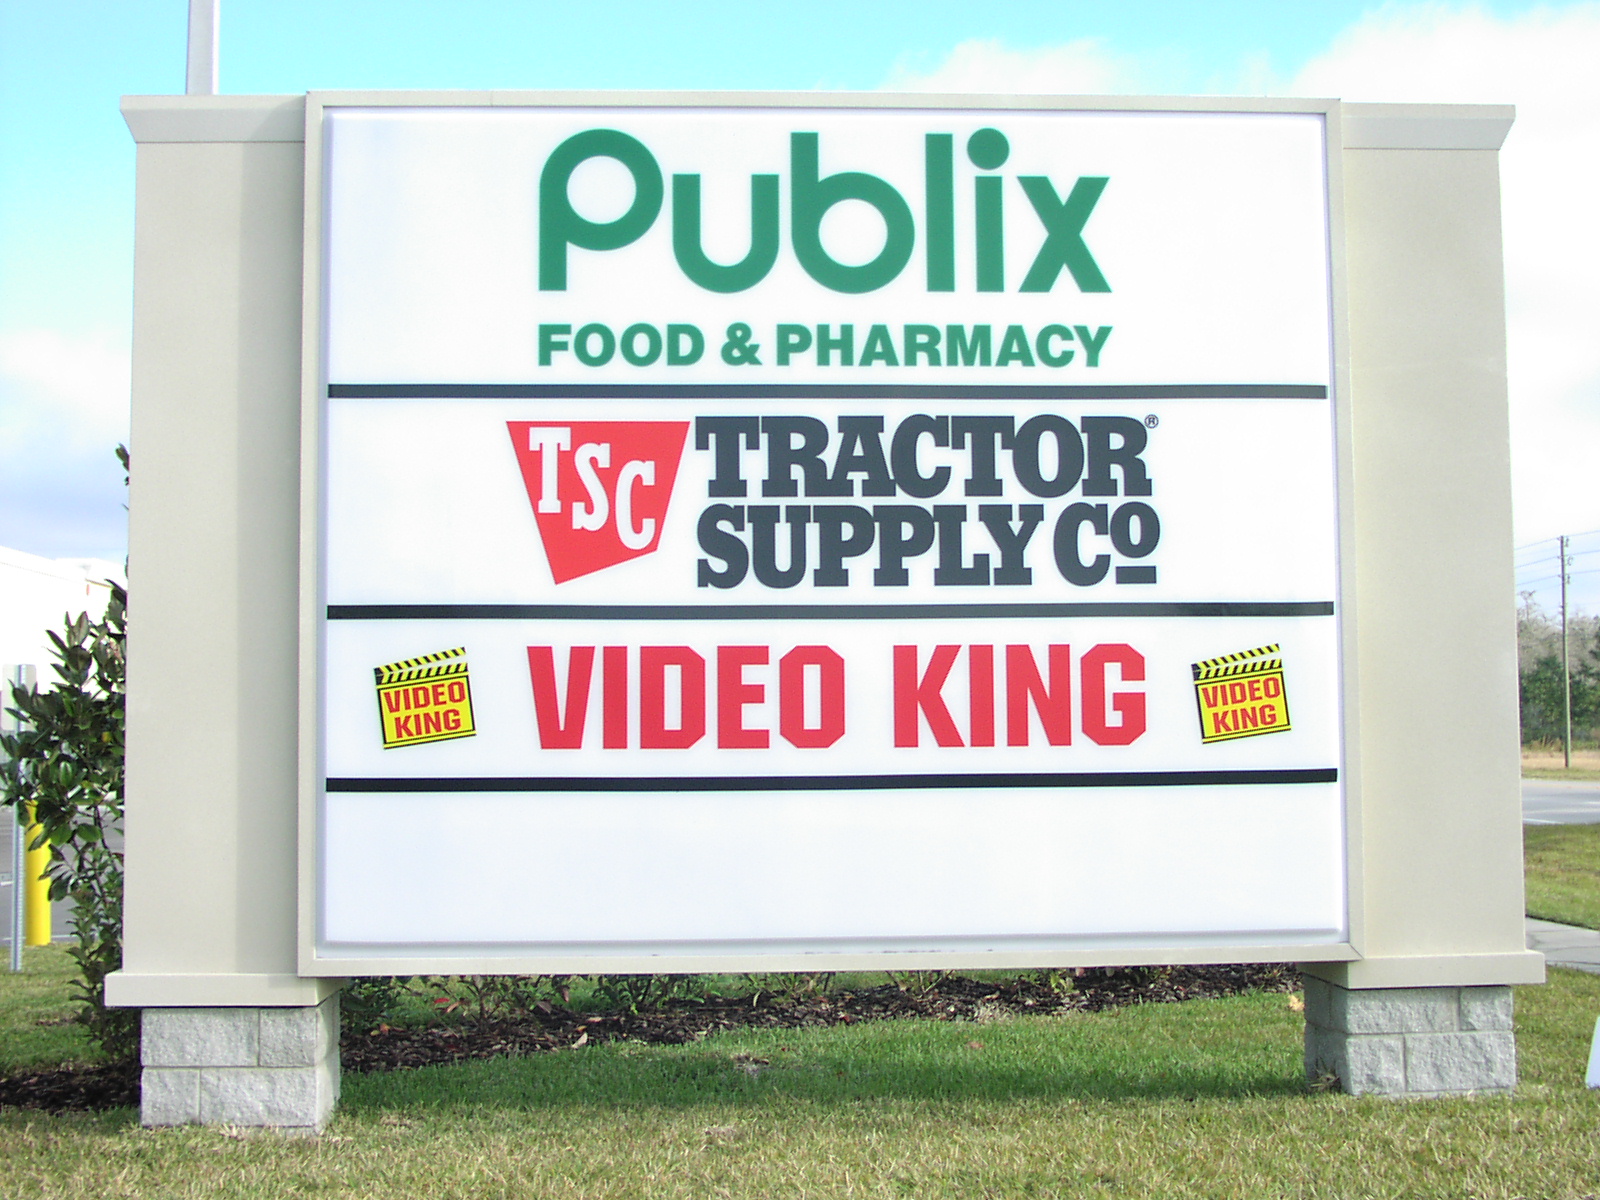 Publix
FOOD & PHARMACY
TSC
TRACTOR®
SUPPLY Co
VIDEO
KING
VIDEO KING
VIDEO
KING